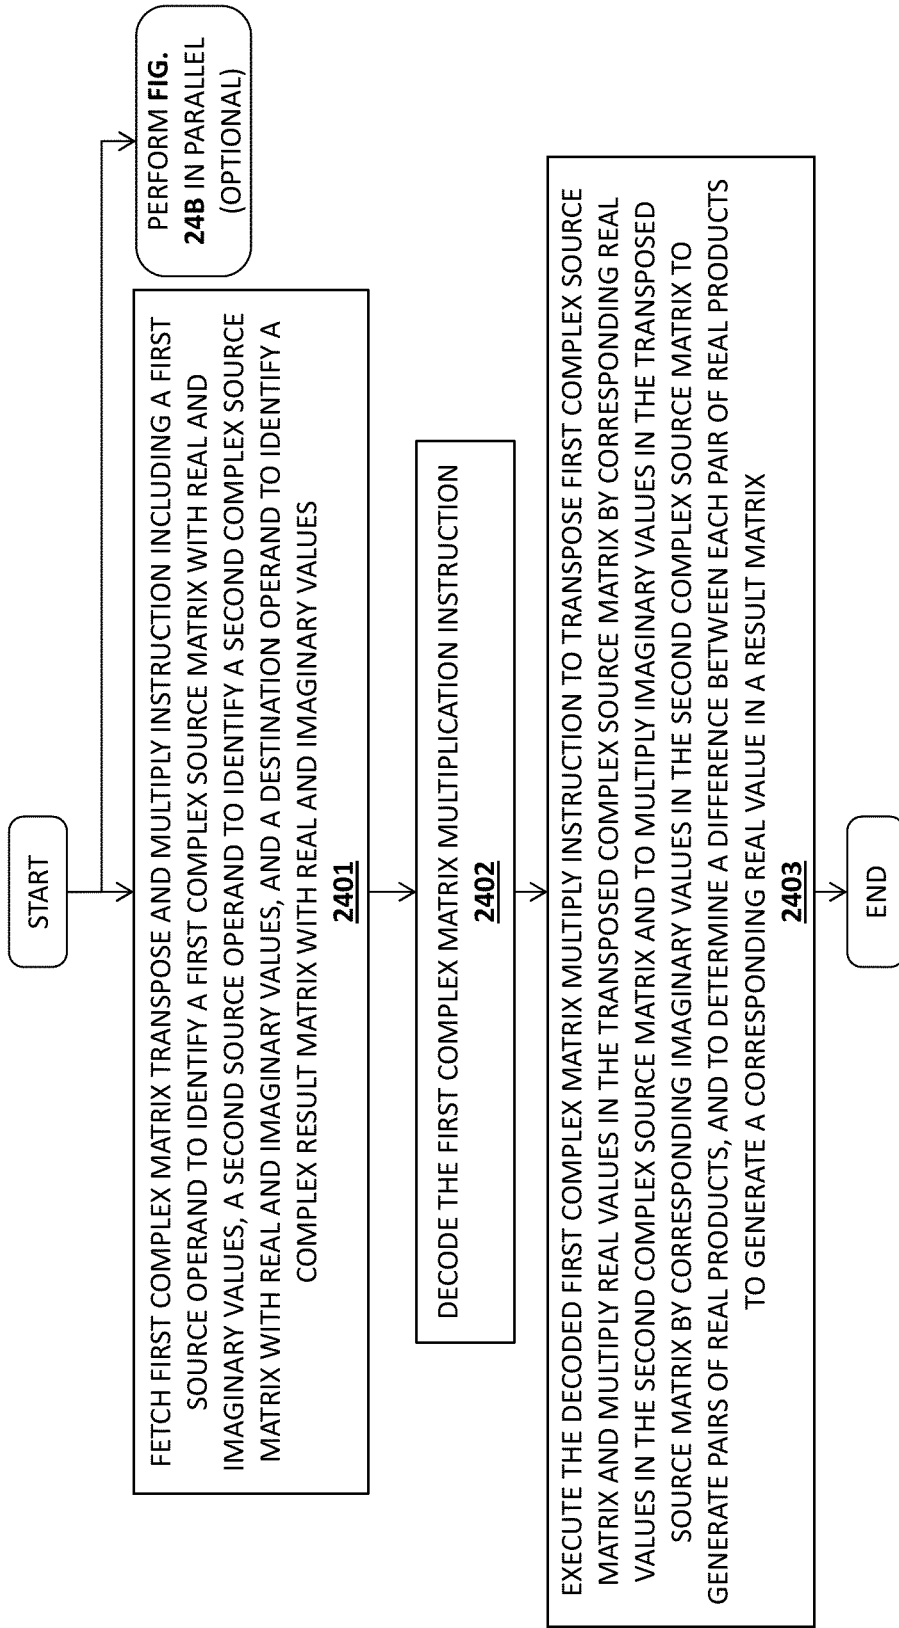 START
PERFORM FIG.
24B IN PARALLEL
(OPTIONAL)
FETCH FIRST COMPLEX MATRIX TRANSPOSE AND MULTIPLY INSTRUCTION INCLUDING A FIRST
SOURCE OPERAND TO IDENTIFY A FIRST COMPLEX SOURCE MATRIX WITH REAL AND
IMAGINARY VALUES, A SECOND SOURCE OPERAND TO IDENTIFY A SECOND COMPLEX SOURCE
MATRIX WITH REAL AND IMAGINARY VALUES, AND A DESTINATION OPERAND TO IDENTIFY A
COMPLEX RESULT MATRIX WITH REAL AND IMAGINARY VALUES
2401
DECODE THE FIRST COMPLEX MATRIX MULTIPLICATION INSTRUCTION
2402
EXECUTE THE DECODED FIRST COMPLEX MATRIX MULTIPLY INSTRUCTION TO TRANSPOSE FIRST COMPLEX SOURCE
MATRIX AND MULTIPLY REAL VALUES IN THE TRANSPOSED COMPLEX SOURCE MATRIX BY CORRESPONDING REAL
VALUES IN THE SECOND COMPLEX SOURCE MATRIX AND TO MULTIPLY IMAGINARY VALUES IN THE TRANSPOSED
SOURCE MATRIX BY CORRESPONDING IMAGINARY VALUES IN THE SECOND COMPLEX SOURCE MATRIX TO
GENERATE PAIRS OF REAL PRODUCTS, AND TO DETERMINE A DIFFERENCE BETWEEN EACH PAIR OF REAL PRODUCTS
TO GENERATE A CORRESPONDING REAL VALUE IN A RESULT MATRIX
2403
END